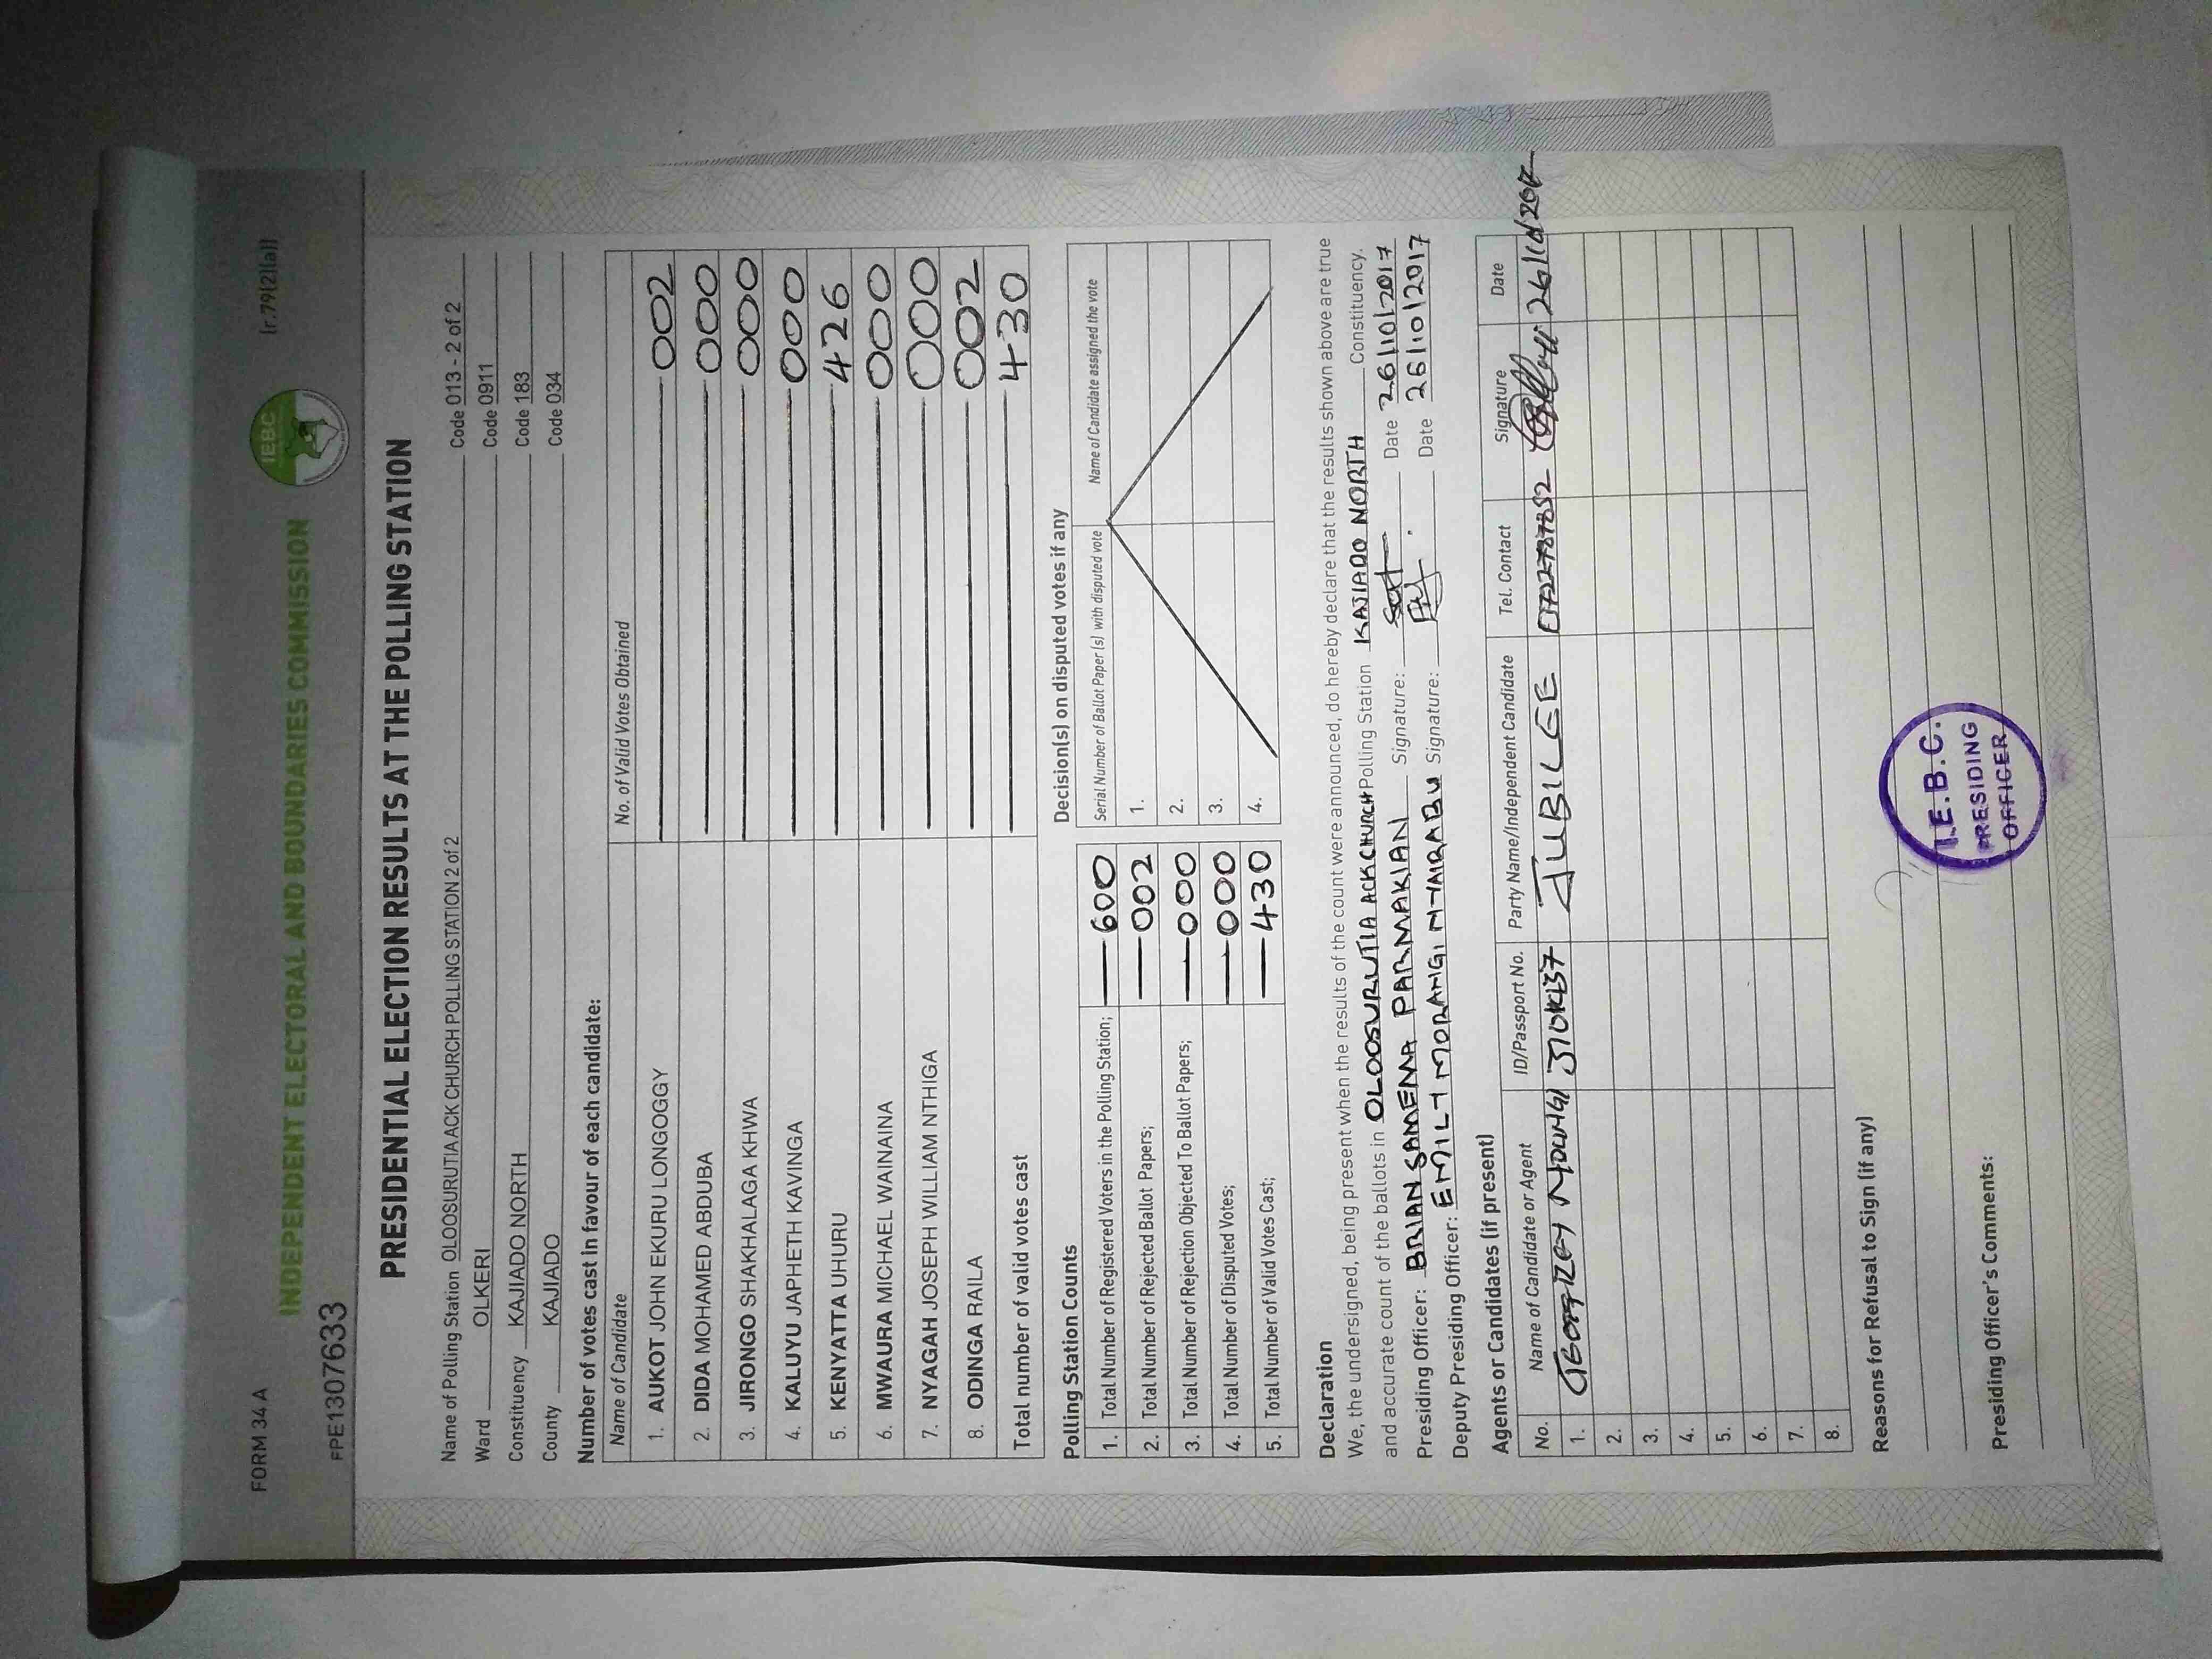 FORM 34 A
[r.79(2)(a)]
IEBC
INDEPENDENT ELECTORAL AND BOUNDARIES COMMISSION
FPE1307633
PRESIDENTIAL ELECTION RESULTS AT THE POLLING STATION
Name of Polling Station OLOOSURUTIA ACK CHURCH POLLING STATION 2 of 2 Code 013 - 2 of 2
Ward OLKERI Code 0911
Constituency KAJIADO NORTH Code 183
County KAJIADO Code 034
Number of votes cast in favour of each candidate:
Name of Candidate No. of Valid Votes Obtained
1. AUKOT JOHN EKURU LONGOGGY 002
2. DIDA MOHAMED ABDUBA 000
3. JIRONGO SHAKHALAGA KHWA 000
4. KALUYU JAPHETH KAVINGA 000
5. KENYATTA UHURU 426
6. MWAURA MICHAEL WAINAINA 000
7. NYAGAH JOSEPH WILLIAM NTHIGA 000
8. ODINGA RAILA 002
Total number of valid votes cast 430
Polling Station Counts
1. Total Number of Registered Voters in the Polling Station; 600
2. Total Number of Rejected Ballot Papers; 002
3. Total Number of Rejection Objected To Ballot Papers; 000
4. Total Number of Disputed Votes; 000
5. Total Number of Valid Votes Cast; 430
Decision(s) on disputed votes if any
Serial Number of Ballot Paper (s) with disputed vote Name of Candidate assigned the vote
1.
2.
3.
4.
Declaration
We, the undersigned, being present when the results of the count were announced, do hereby declare that the results shown above are true
and accurate count of the ballots in OLOOSURUTIA ACK CHURCH Polling Station KAJIADO NORTH Constituency.
Presiding Officer: BRIAN SAMEENA PARMAKIAN Signature: Date 26/10/2017
Deputy Presiding Officer: EMILY MORANGI Signature: Date 26/10/2017
Agents or Candidates (if present)
No. Name of Candidate or Agent ID/Passport No. Party Name/Independent Candidate Tel. Contact Signature Date
1. JUBILEE 26/10/2017
2.
3.
4.
5.
6.
7.
8.
Reasons for Refusal to Sign (if any)
Presiding Officer's Comments:
I.E.B.C.
PRESIDING
OFFICER